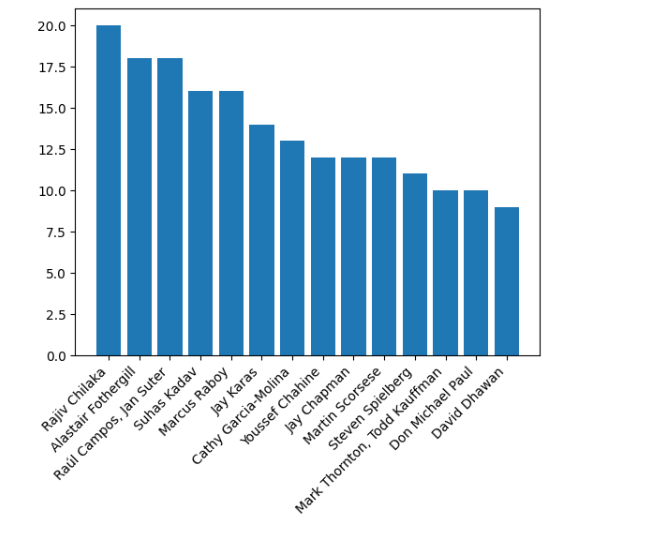 20.0
17.5
15.0
12.5
10.0
7.5
5.0
2.5
0.0
Rajiv Chilaka
Alastair Fothergill
Raúl Campos, Jan Suter
Suhas Kadav
Marcus Raboy
Jay Karas
Cathy Garcia-Molina
Youssef Chahine
Jay Chapman
Martin Scorsese
Steven Spielberg
Mark Thornton, Todd Kauffman
Don Michael Paul
David Dhawan